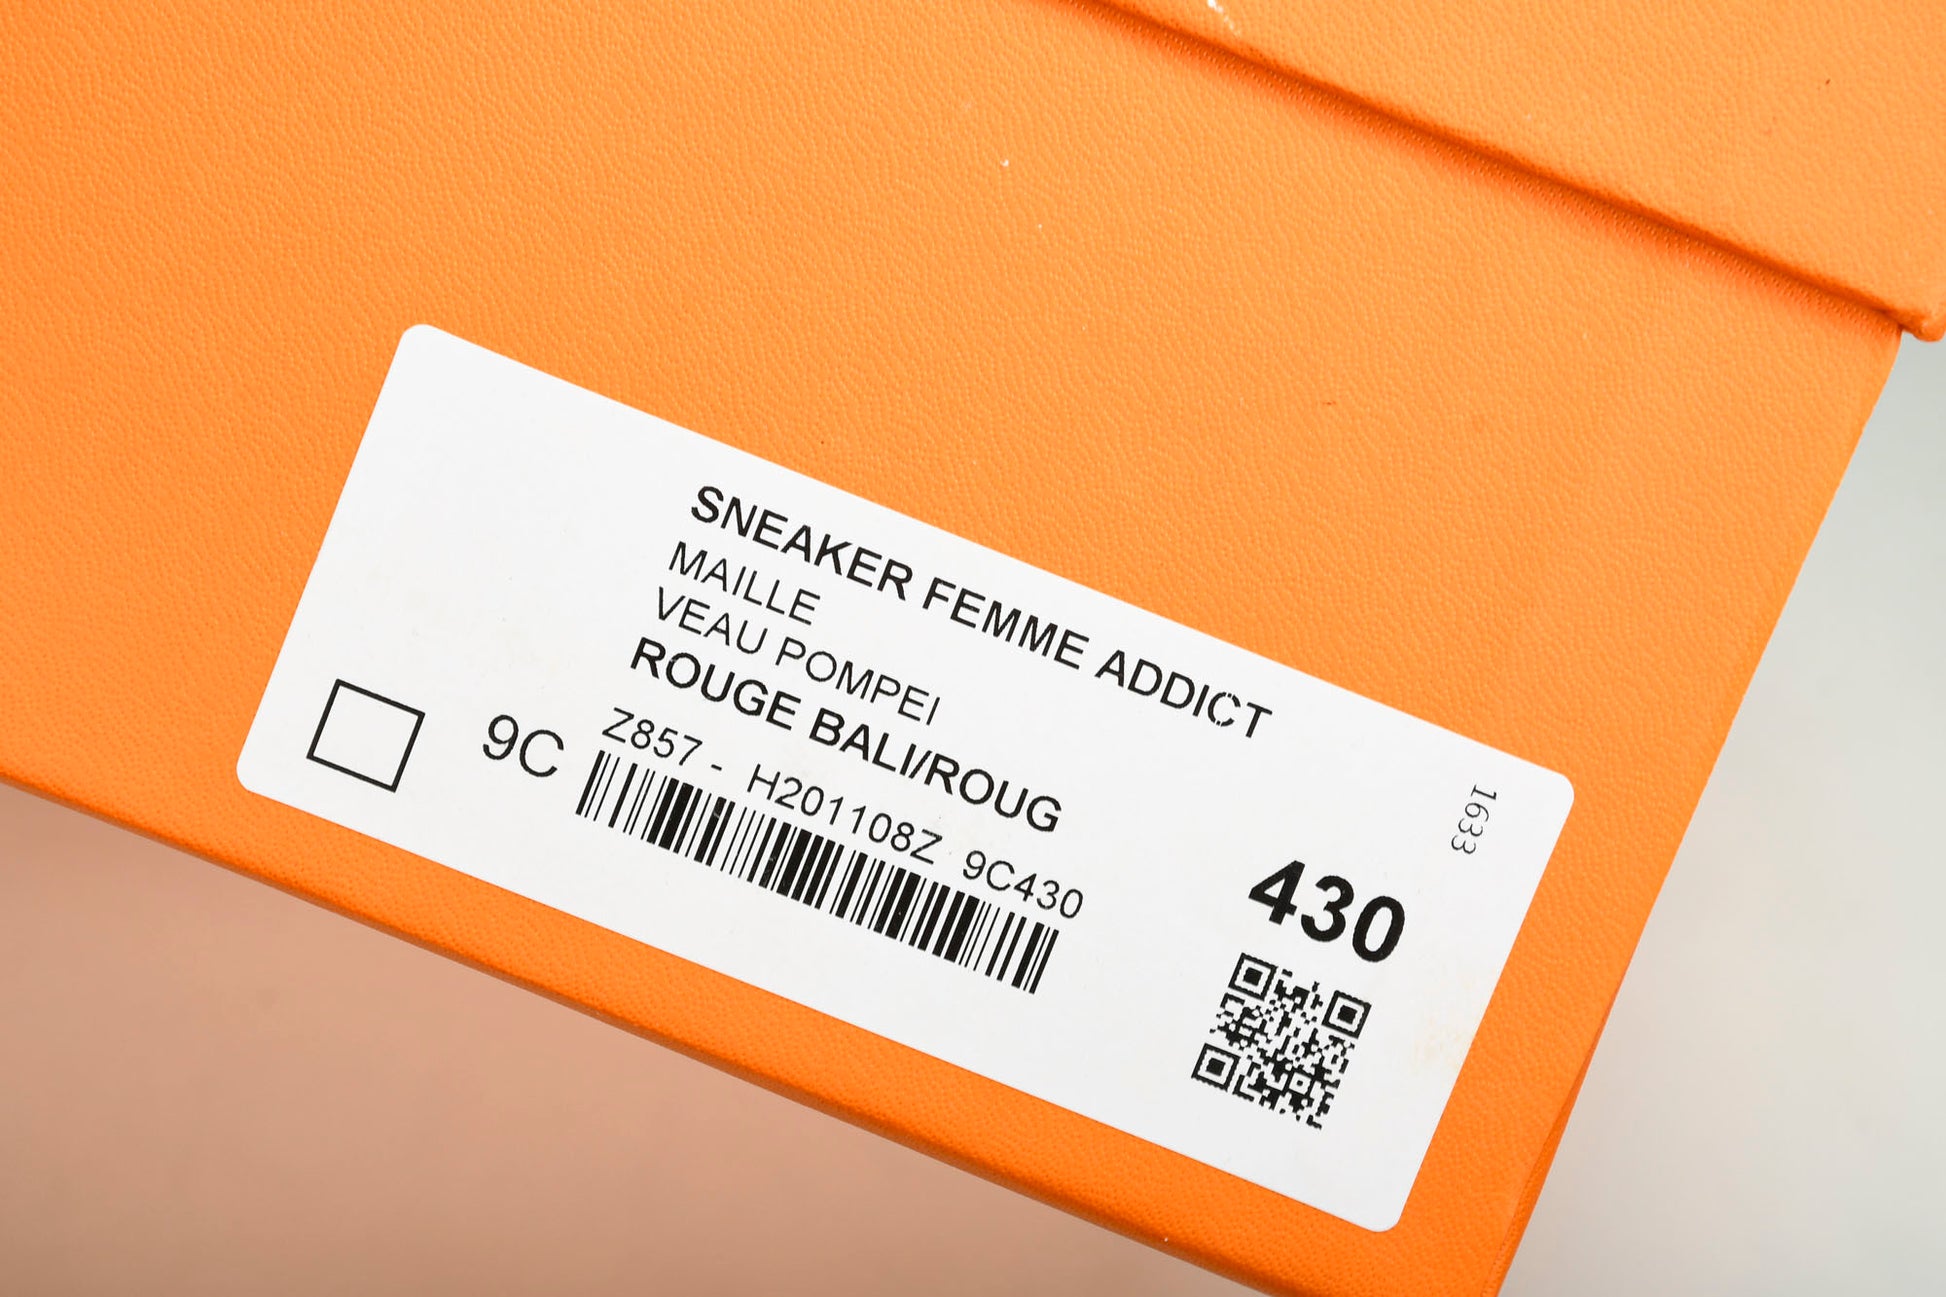 SNEAKER FEMME ADDICT
MAILLE
VEAU POMPEI
ROUGE BALI/ROUG
9C
Z857 - H201108Z 9C430
1633
430